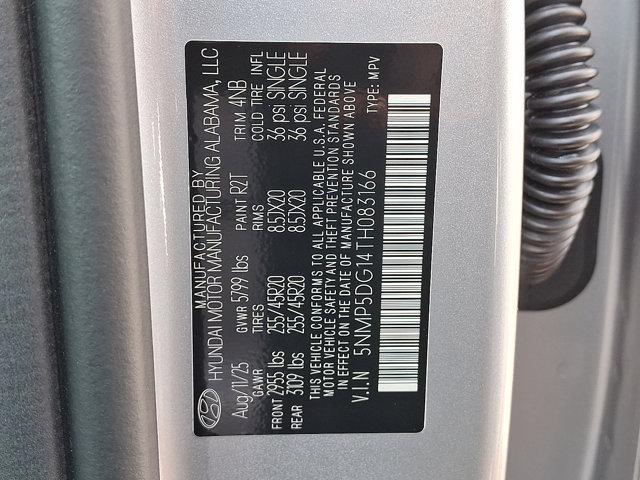 MANUFACTURED BY
HYUNDAI MOTOR MANUFACTURING ALABAMA, LLC
Aug/11/25 GVWR 5799 lbs PAINT R2T TRIM 4NB
GAWR TIRES RIMS COLD TIRE INFL
FRONT 2955 lbs 255/45R20 8.5JX20 36 psi SINGLE
REAR 3109 lbs 255/45R20 8.5JX20 36 psi SINGLE
THIS VEHICLE CONFORMS TO ALL APPLICABLE U.S.A. FEDERAL
MOTOR VEHICLE SAFETY AND THEFT PREVENTION STANDARDS
IN EFFECT ON THE DATE OF MANUFACTURE SHOWN ABOVE
V.I.N 5NMP5DG14TH083166 TYPE: MPV